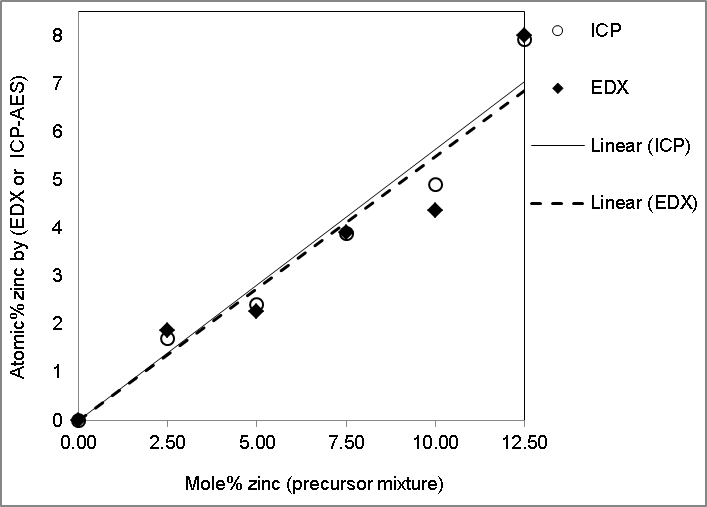 8
7
6
5
4
3
2
1
0
Atomic% zinc by (EDX or ICP-AES)
0.00 2.50 5.00 7.50 10.00 12.50
Mole% zinc (precursor mixture)
ICP
EDX
Linear (ICP)
Linear (EDX)